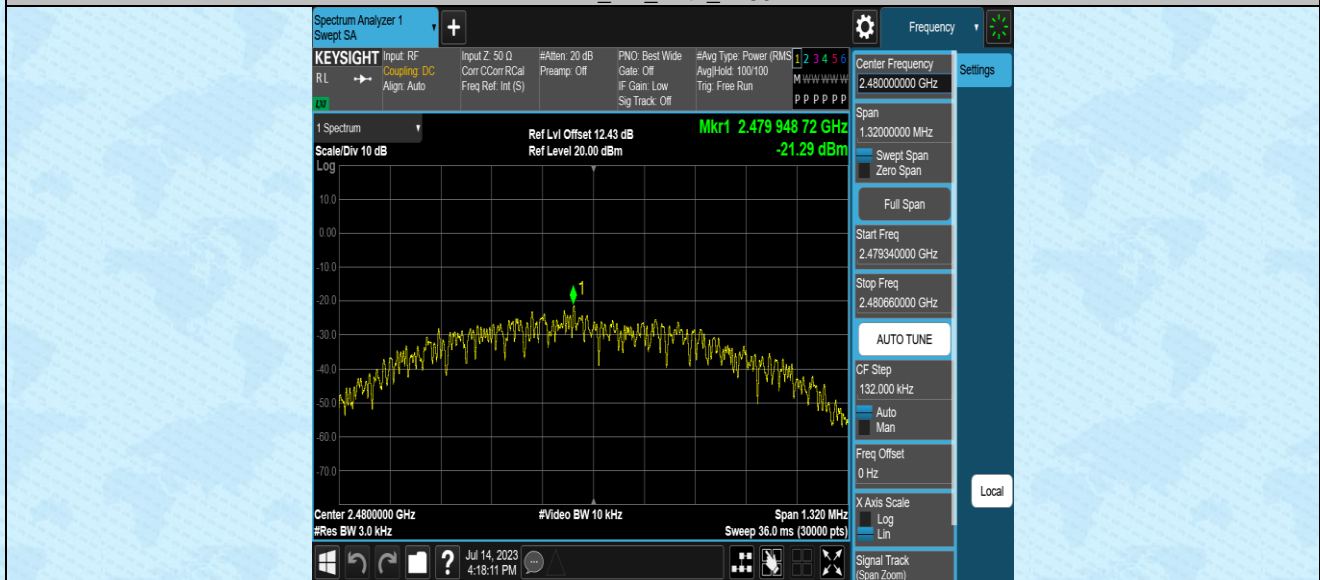 Spectrum Analyzer 1
Swept SA
+
Frequency
KEYSIGHT
RL
LXI
Input: RF
Coupling: DC
Align: Auto
Input Z: 50 Ω
Corr CCorr RCal
Freq Ref: Int (S)
#Atten: 20 dB
Preamp: Off
PNO: Best Wide
Gate: Off
IF Gain: Low
Sig Track: Off
#Avg Type: Power (RMS
Avg|Hold: 100/100
Trig: Free Run
1 2 3 4 5 6
M W W W W W
P P P P P P
1 Spectrum
Scale/Div 10 dB
Log
Ref Lvl Offset 12.43 dB
Ref Level 20.00 dBm
Mkr1 2.479 948 72 GHz
-21.29 dBm
1
10.0
0.00
-10.0
-20.0
-30.0
-40.0
-50.0
-60.0
-70.0
Center 2.4800000 GHz
#Video BW 10 kHz
Span 1.320 MHz
#Res BW 3.0 kHz
Sweep 36.0 ms (30000 pts)
Jul 14, 2023
4:18:11 PM
?
Center Frequency
2.480000000 GHz
Settings
Span
1.32000000 MHz
Swept Span
Zero Span
Full Span
Start Freq
2.479340000 GHz
Stop Freq
2.480660000 GHz
AUTO TUNE
CF Step
132.000 kHz
Auto
Man
Freq Offset
0 Hz
X Axis Scale
Log
Lin
Local
Signal Track
(Span Zoom)